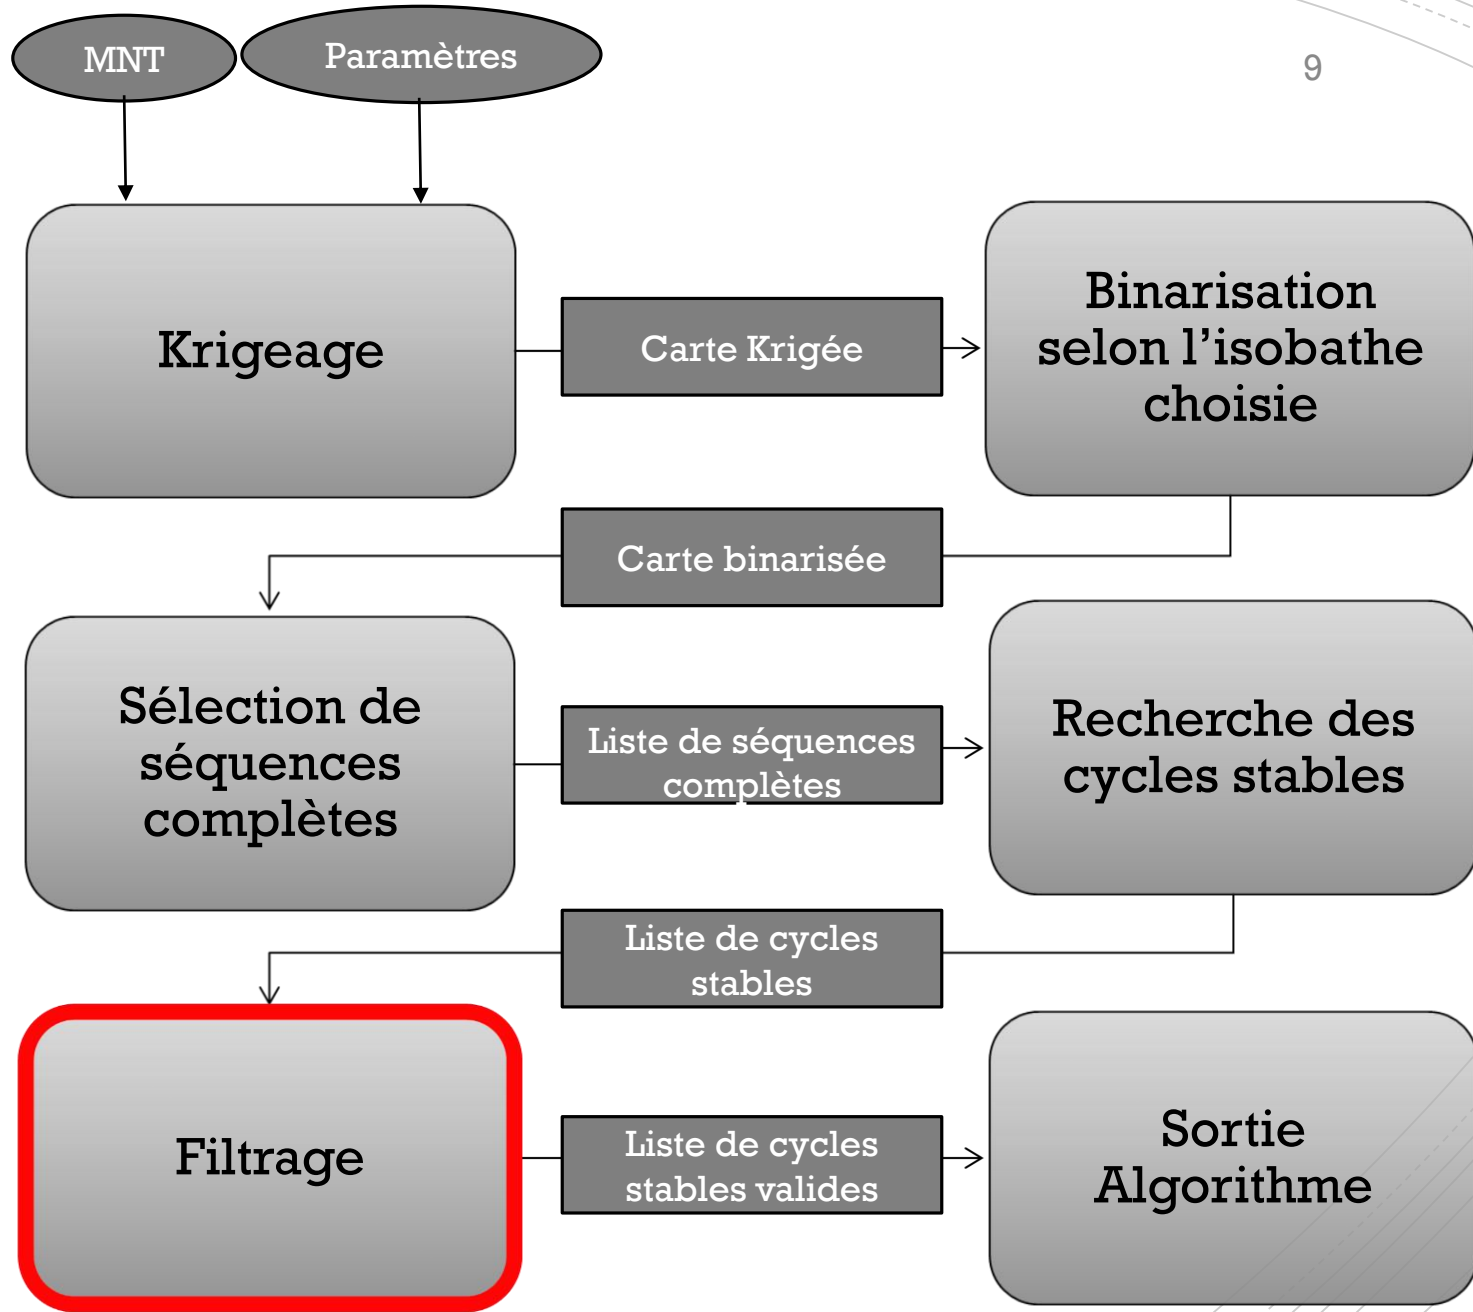 MNT
Paramètres
9
Krigeage
Carte Krigée
Binarisation
selon l'isobathe
choisie
Carte binarisée
Sélection de
séquences
complètes
Liste de séquences
complètes
Recherche des
cycles stables
Liste de cycles
stables
Filtrage
Liste de cycles
stables valides
Sortie
Algorithme